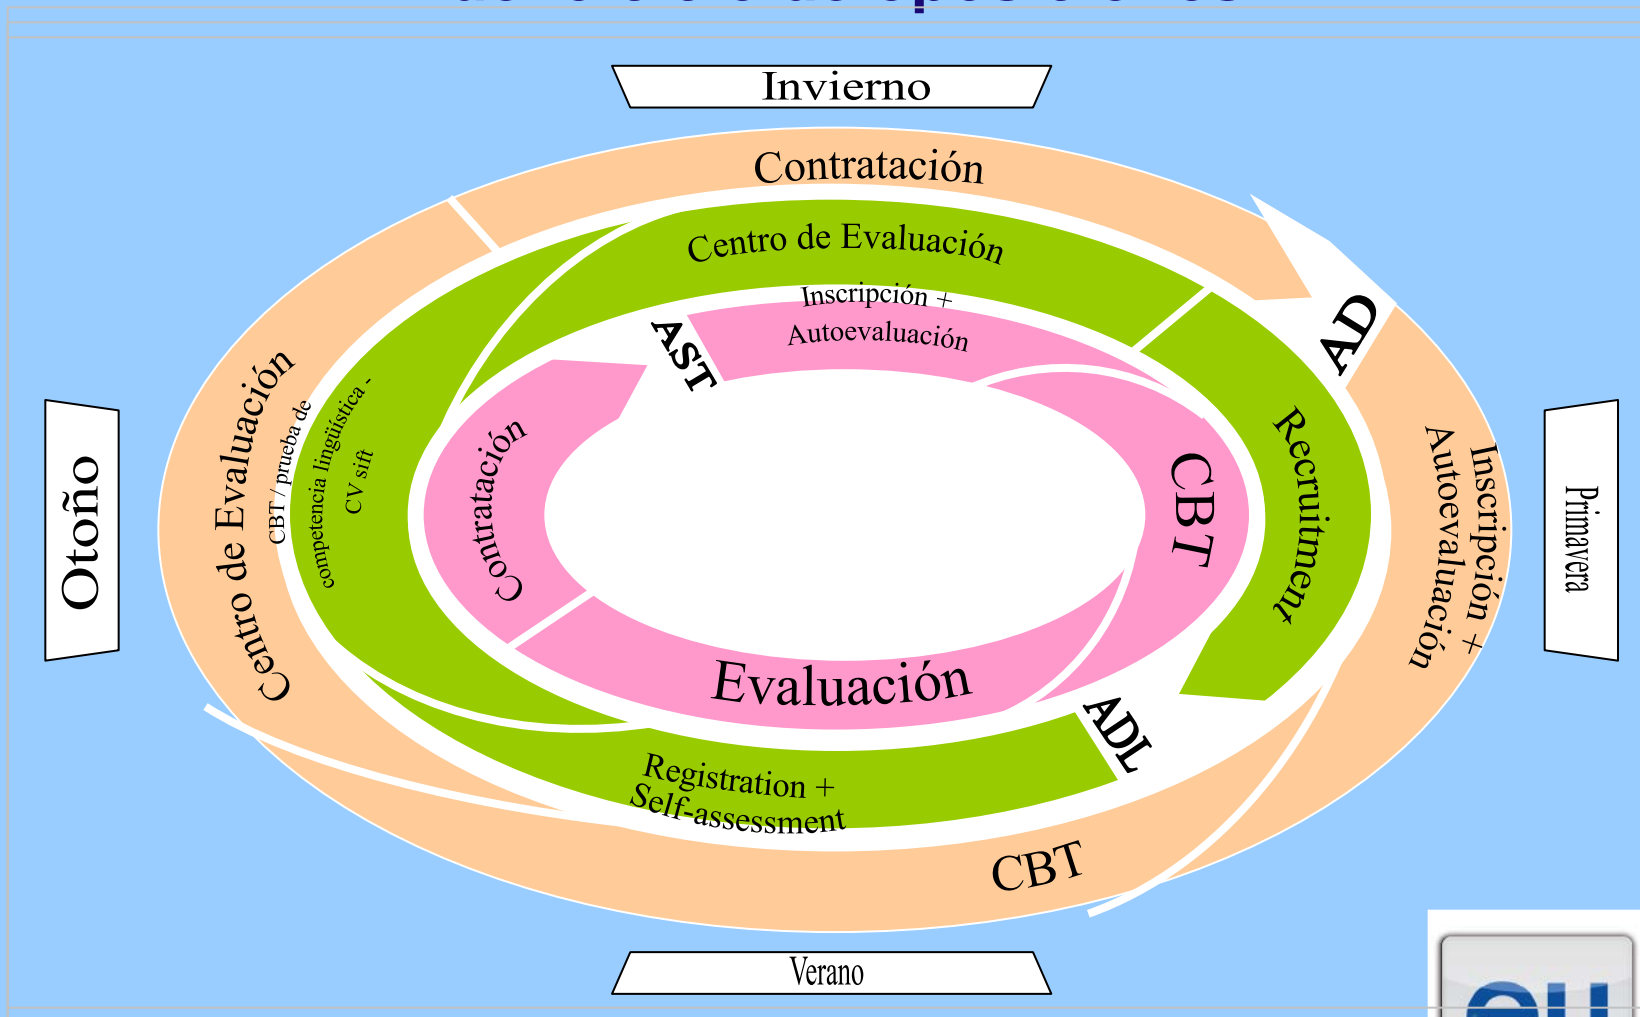 Invierno
Contratación
Centro de Evaluación
Inscripción +
Autoevaluación
AST
AD
Contratación
CBT
Recruitment
Inscripción +
Autoevaluación
Primavera
Otoño
Centro de Evaluación
CBT / prueba de
competencia lingüística -
CV sift
Evaluación
ADL
Registration +
Self-assessment
CBT
Verano
eu